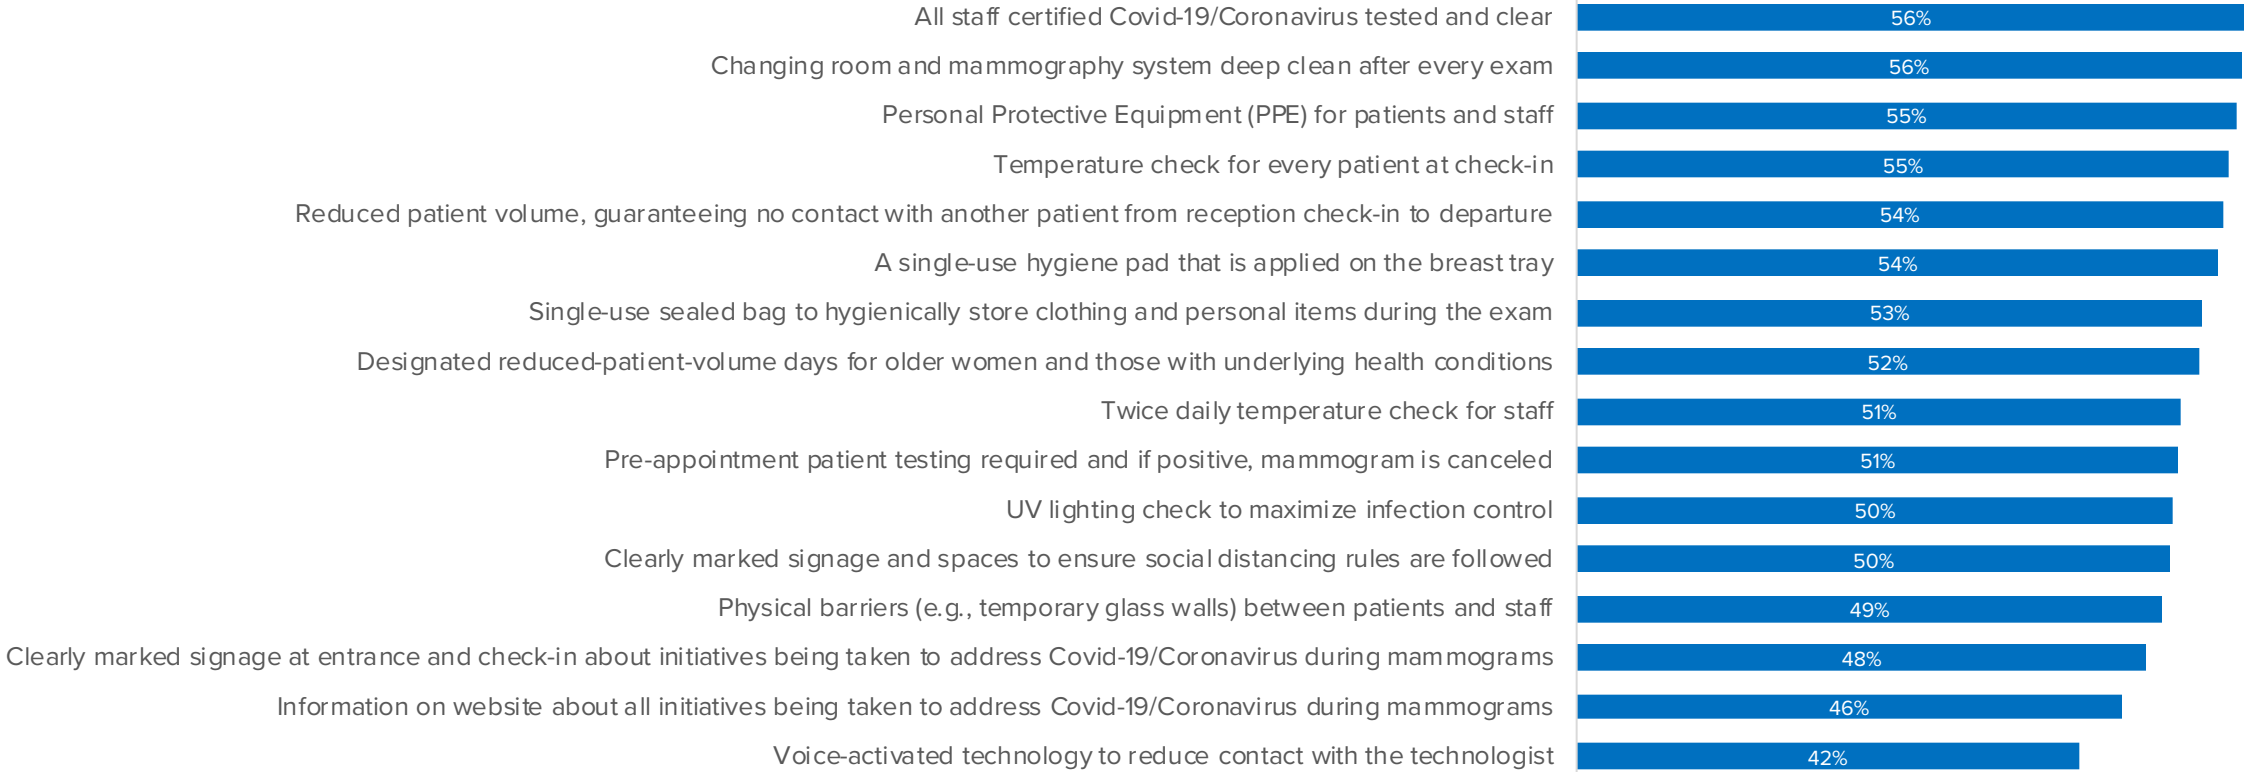 All staff certified Covid-19/Coronavirus tested and clear 56%
Changing room and mammography system deep clean after every exam 56%
Personal Protective Equipment (PPE) for patients and staff 55%
Temperature check for every patient at check-in 55%
Reduced patient volume, guaranteeing no contact with another patient from reception check-in to departure 54%
A single-use hygiene pad that is applied on the breast tray 54%
Single-use sealed bag to hygienically store clothing and personal items during the exam 53%
Designated reduced-patient-volume days for older women and those with underlying health conditions 52%
Twice daily temperature check for staff 51%
Pre-appointment patient testing required and if positive, mammogram is canceled 51%
UV lighting check to maximize infection control 50%
Clearly marked signage and spaces to ensure social distancing rules are followed 50%
Physical barriers (e.g., temporary glass walls) between patients and staff 49%
Clearly marked signage at entrance and check-in about initiatives being taken to address Covid-19/Coronavirus during mammograms 48%
Information on website about all initiatives being taken to address Covid-19/Coronavirus during mammograms 46%
Voice-activated technology to reduce contact with the technologist 42%